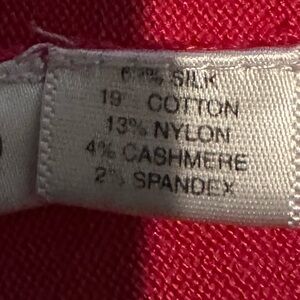 % SILK
19 COTTON
13% NYLON
4% CASHMERE
2% SPANDEX